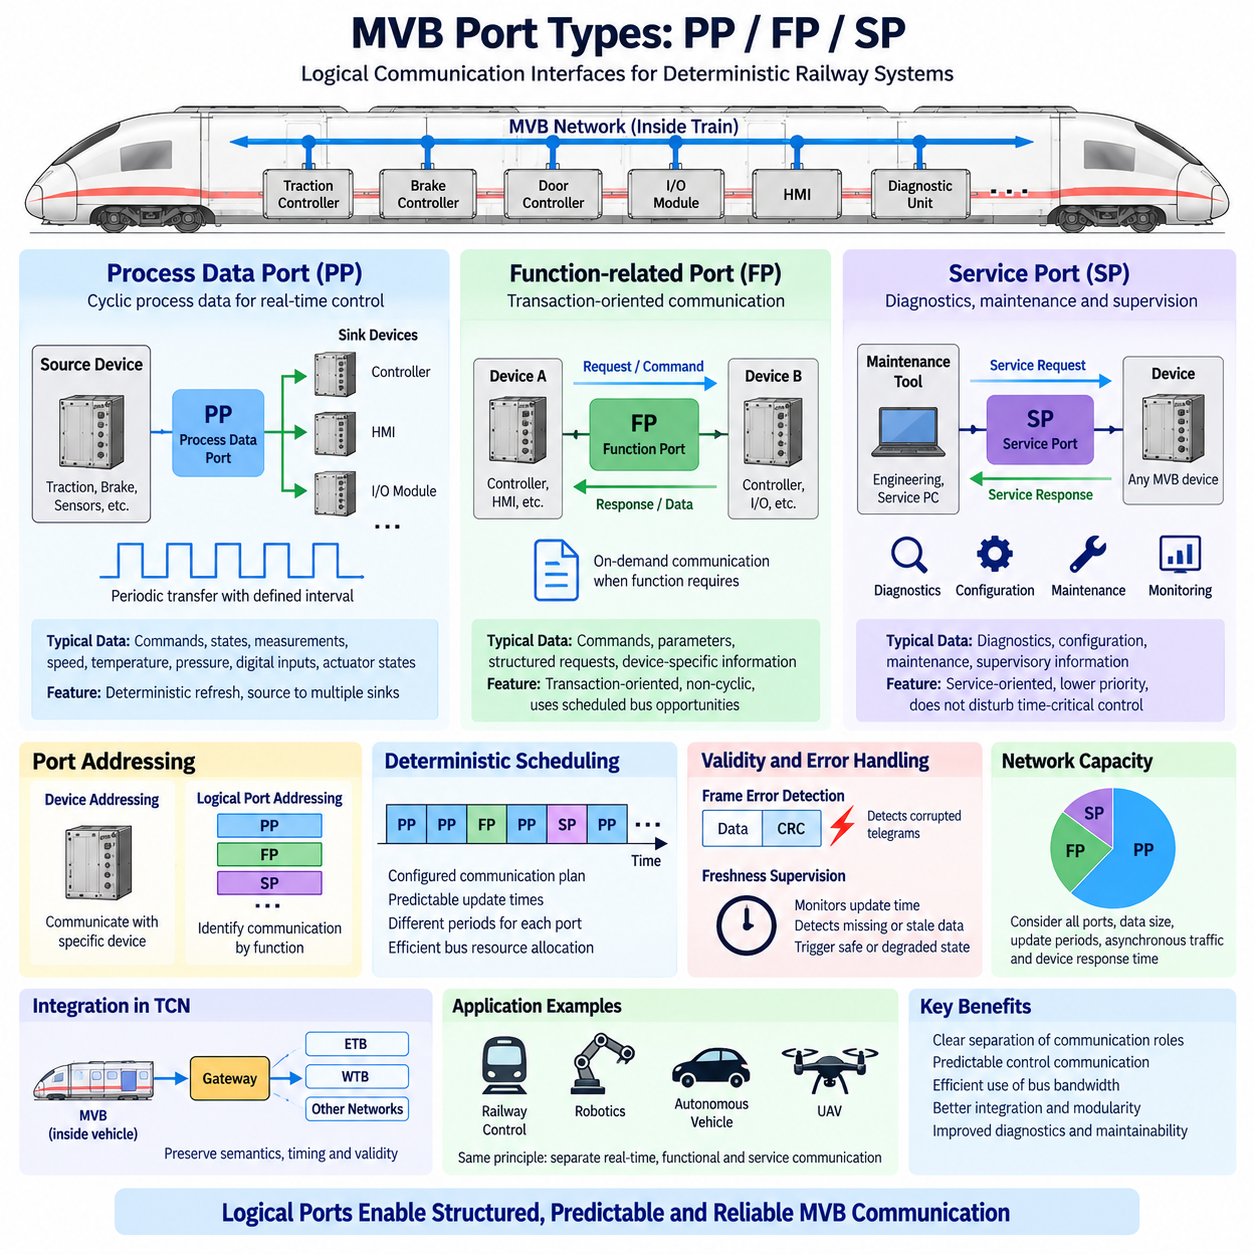 MVB Port Types: PP / FP / SP
Logical Communication Interfaces for Deterministic Railway Systems
MVB Network (Inside Train)
Traction
Controller
Brake
Controller
Door
Controller
I/O
Module
HMI
Diagnostic
Unit
...
Process Data Port (PP)
Cyclic process data for real-time control
Sink Devices
Source Device
Traction, Brake,
Sensors, etc.
PP
Process Data
Port
Controller
HMI
I/O Module
...
Periodic transfer with defined interval
Typical Data: Commands, states, measurements,
speed, temperature, pressure, digital inputs, actuator states
Feature: Deterministic refresh, source to multiple sinks
Function-related Port (FP)
Transaction-oriented communication
Device A
Controller,
HMI, etc.
Request / Command
FP
Function Port
Response / Data
Device B
Controller,
I/O, etc.
On-demand communication
when function requires
Typical Data: Commands, parameters,
structured requests, device-specific information
Feature: Transaction-oriented, non-cyclic,
uses scheduled bus opportunities
Service Port (SP)
Diagnostics, maintenance and supervision
Maintenance
Tool
Engineering,
Service PC
Service Request
SP
Service Port
Service Response
Device
Any MVB device
Diagnostics
Configuration
Maintenance
Monitoring
Typical Data: Diagnostics, configuration,
maintenance, supervisory information
Feature: Service-oriented, lower priority,
does not disturb time-critical control
Port Addressing
Device Addressing
Communicate with
specific device
Logical Port Addressing
PP
FP
SP
...
Identify communication
by function
Deterministic Scheduling
PP PP FP PP SP PP ...
Time
Configured communication plan
Predictable update times
Different periods for each port
Efficient bus resource allocation
Validity and Error Handling
Frame Error Detection
Data CRC
Detects corrupted
telegrams
Freshness Supervision
Monitors update time
Detects missing or stale data
Trigger safe or degraded state
Network Capacity
SP
FP
PP
Consider all ports, data size,
update periods, asynchronous traffic
and device response time
Integration in TCN
MVB
(inside vehicle)
Gateway
ETB
WTB
Other Networks
Preserve semantics, timing and validity
Application Examples
Railway
Control
Robotics
Autonomous
Vehicle
UAV
Same principle: separate real-time, functional and service communication
Key Benefits
Clear separation of communication roles
Predictable control communication
Efficient use of bus bandwidth
Better integration and modularity
Improved diagnostics and maintainability
Logical Ports Enable Structured, Predictable and Reliable MVB Communication